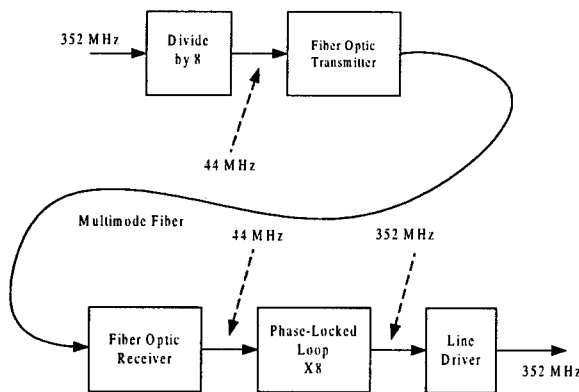 352 MHz
Divide
by 8
Fiber Optic
Transmitter
44 MHz
Multimode Fiber
44 MHz
352 MHz
Fiber Optic
Receiver
Phase-Locked
Loop
X8
Line
Driver
352 MHz